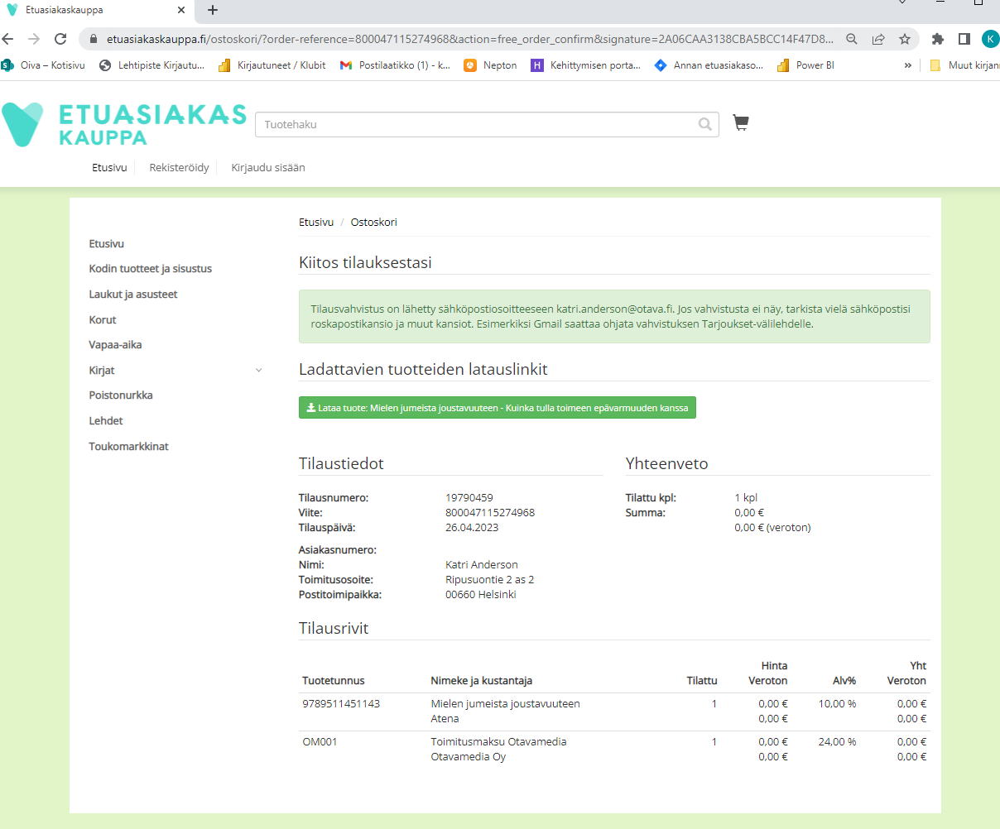 Etuasiakaskauppa
etuasiakaskauppa.fi/ostoskori/?order-reference=800047115274968&action=free_order_confirm&signature=2A06CAA3138CBA5BCC14F47D8...
K
Oiva – Kotisivu
Lehtipiste Kirjautu...
Kirjautuneet / Klubit
Postilaatikko (1) - k...
Nepton
H Kehittymisen porta...
Annan etuasiakaso...
Power BI
»
Muut kirjan
ETUASIAKAS
KAUPPA
Tuotehaku
Etusivu Rekisteröidy Kirjaudu sisään
Etusivu
Kodin tuotteet ja sisustus
Laukut ja asusteet
Korut
Vapaa-aika
Kirjat
Poistonurkka
Lehdet
Toukomarkkinat
Etusivu / Ostoskori
Kiitos tilauksestasi
Tilausvahvistus on lähetty sähköpostiosoitteeseen katri.anderson@otava.fi. Jos vahvistusta ei näy, tarkista vielä sähköpostisi
roskapostikansio ja muut kansiot. Esimerkiksi Gmail saattaa ohjata vahvistuksen Tarjoukset-välilehdelle.
Ladattavien tuotteiden latauslinkit
Lataa tuote: Mielen jumeista joustavuuteen - Kuinka tulla toimeen epävarmuuden kanssa
Tilaustiedot
Tilausnumero: 19790459
Viite: 800047115274968
Tilauspäivä: 26.04.2023
Asiakasnumero:
Nimi: Katri Anderson
Toimitusosoite: Ripusuontie 2 as 2
Postitoimipaikka: 00660 Helsinki
Yhteenveto
Tilattu kpl: 1 kpl
Summa: 0,00 €
0,00 € (veroton)
Tilausrivit
Hinta Yht
Tuotetunnus Nimeke ja kustantaja Tilattu Veroton Alv% Veroton
9789511451143 Mielen jumeista joustavuuteen 1 0,00 € 10,00 % 0,00 €
Atena 0,00 € 0,00 €
OM001 Toimitusmaksu Otavamedia 1 0,00 € 24,00 % 0,00 €
Otavamedia Oy 0,00 € 0,00 €